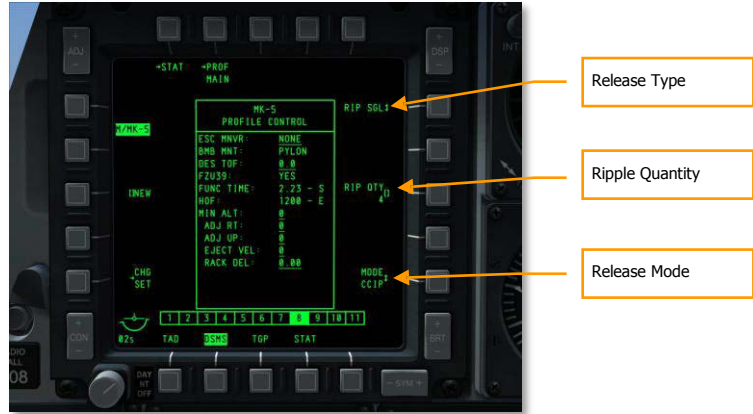 +
ADJ
-
+
DSP
-
INT
→STAT →PROF
MAIN
MK-5
PROFILE CONTROL
RIP SGL↕
M/MK-5
ESC MNVR: NONE
BMB MNT: PYLON
DES TOF: 0.0
FZU39: YES
[]NEW
FUNC TIME: 2.23 - S
RIP QTY
4[]
HOF: 1200 - E
MIN ALT: 0
ADJ RT: 0
ADJ UP: 0
EJECT VEL: 0
RACK DEL: 0.00
←CHG
SET
MODE↕
CCIP
1 2 3 4 5 6 7 8 9 10 11
02s
TAD DSMS TGP STAT
+
CON
-
+
BRT
-
DAY
NT
OFF
- SYM +
08
Release Type
Ripple Quantity
Release Mode